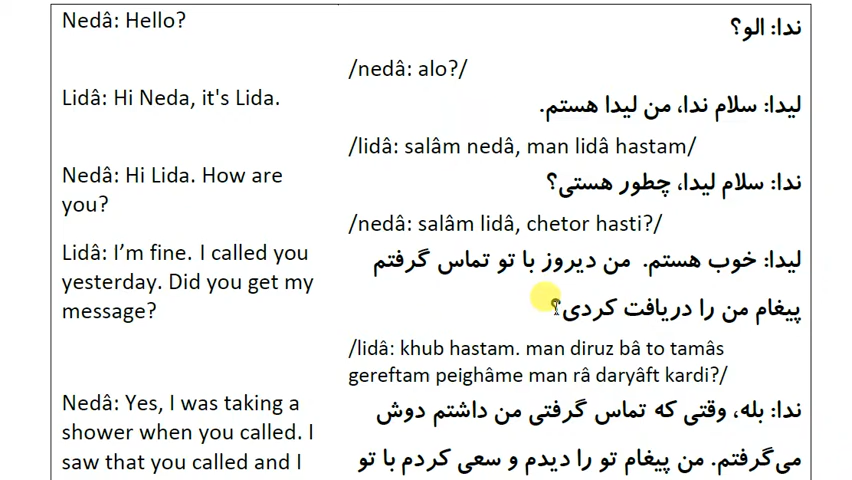 Nedâ: Hello?
ندا: الو؟
/nedâ: alo?/
Lidâ: Hi Neda, it's Lida.
لیدا: سلام ندا، من لیدا هستم.
/lidâ: salâm nedâ, man lidâ hastam/
Nedâ: Hi Lida. How are
you?
ندا: سلام لیدا، چطور هستی؟
/nedâ: salâm lidâ, chetor hasti?/
Lidâ: I’m fine. I called you
yesterday. Did you get my
message?
لیدا: خوب هستم. من دیروز با تو تماس گرفتم
پیغام من را دریافت کردی؟
/lidâ: khub hastam. man diruz bâ to tamâs
gereftam peighâme man râ daryâft kardi?/
Nedâ: Yes, I was taking a
shower when you called. I
saw that you called and I
ندا: بله، وقتی که تماس گرفتی من داشتم دوش
می‌گرفتم. من پیغام تو را دیدم و سعی کردم با تو